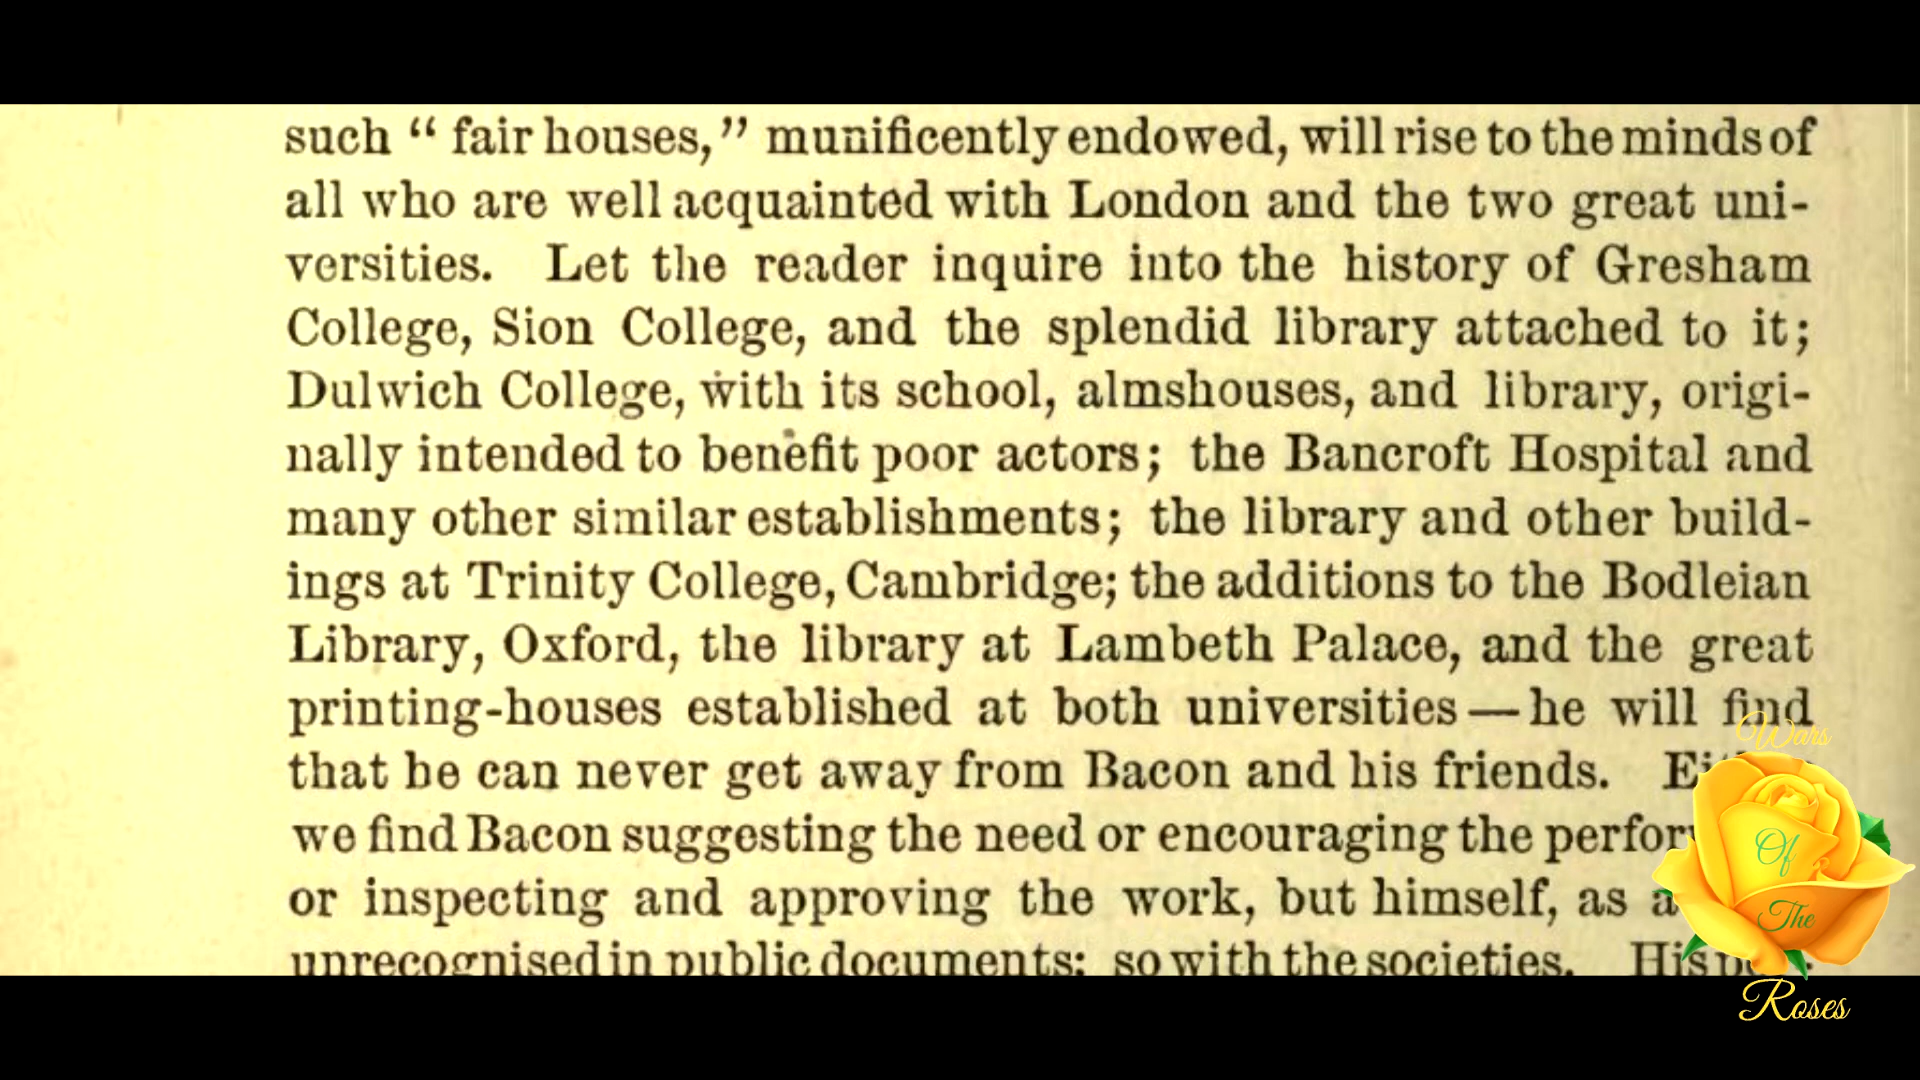 such “ fair houses,” munificently endowed, will rise to the minds of
all who are well acquainted with London and the two great uni-
versities. Let the reader inquire into the history of Gresham
College, Sion College, and the splendid library attached to it;
Dulwich College, with its school, almshouses, and library, origi-
nally intended to benefit poor actors; the Bancroft Hospital and
many other similar establishments; the library and other build-
ings at Trinity College, Cambridge; the additions to the Bodleian
Library, Oxford, the library at Lambeth Palace, and the great
printing-houses established at both universities—he will find
that he can never get away from Bacon and his friends.
we find Bacon suggesting the need or encouraging the
or inspecting and approving the work, but himself, as
unrecognised in public documents; so with the societies. His
Wars
Of
The
Roses